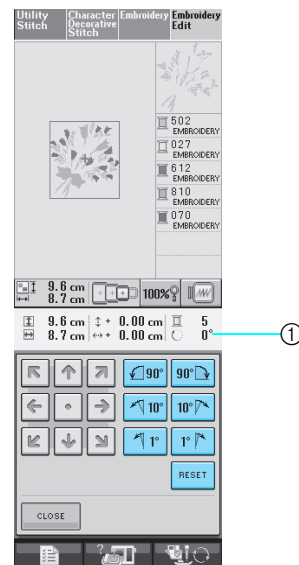 Utility
Stitch
Character
Decorative
Stitch
Embroidery
Embroidery
Edit
502
EMBROIDERY
027
EMBROIDERY
612
EMBROIDERY
810
EMBROIDERY
070
EMBROIDERY
9.6 cm
8.7 cm
100%
9.6 cm + 0.00 cm 5
8.7 cm + 0.00 cm 0°
1
90° 90°
10° 10°
1° 1°
RESET
CLOSE
?